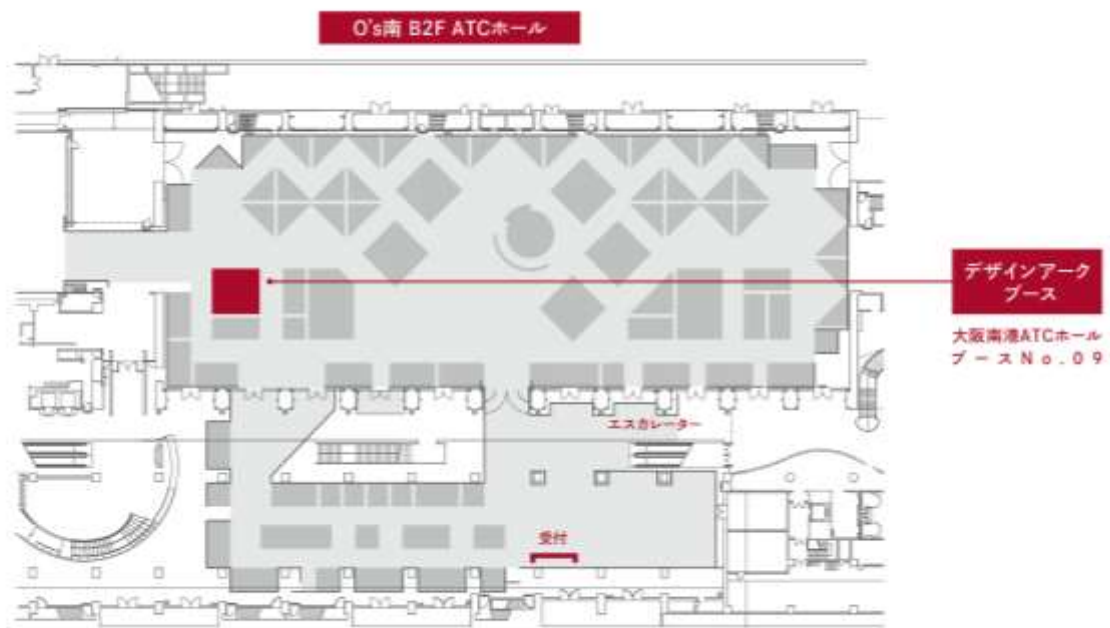 O's南 B2F ATCホール
デザインアーク
ブース
大阪南港ATCホール
ブースNo.09
エスカレーター
受付